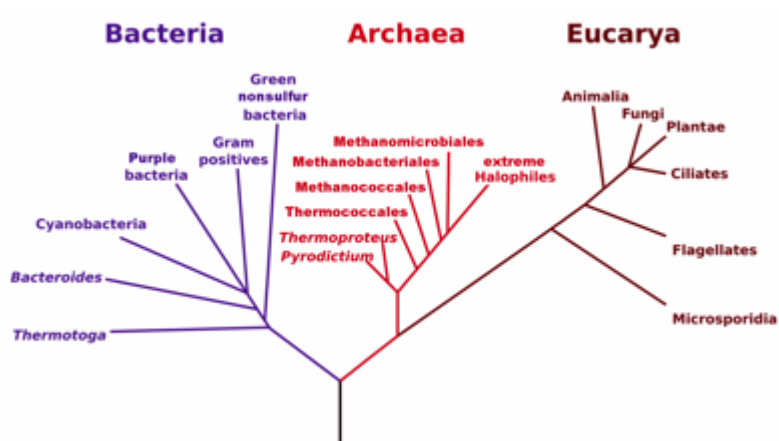 Bacteria
Archaea
Eucarya
Green
nonsulfur
bacteria
Gram
positives
Purple
bacteria
Cyanobacteria
Bacteroides
Thermotoga
Methanomicrobiales
Methanobacteriales
extreme
Halophiles
Methanococcales
Thermococcales
Thermoproteus
Pyrodictium
Animalia
Fungi
Plantae
Ciliates
Flagellates
Microsporidia